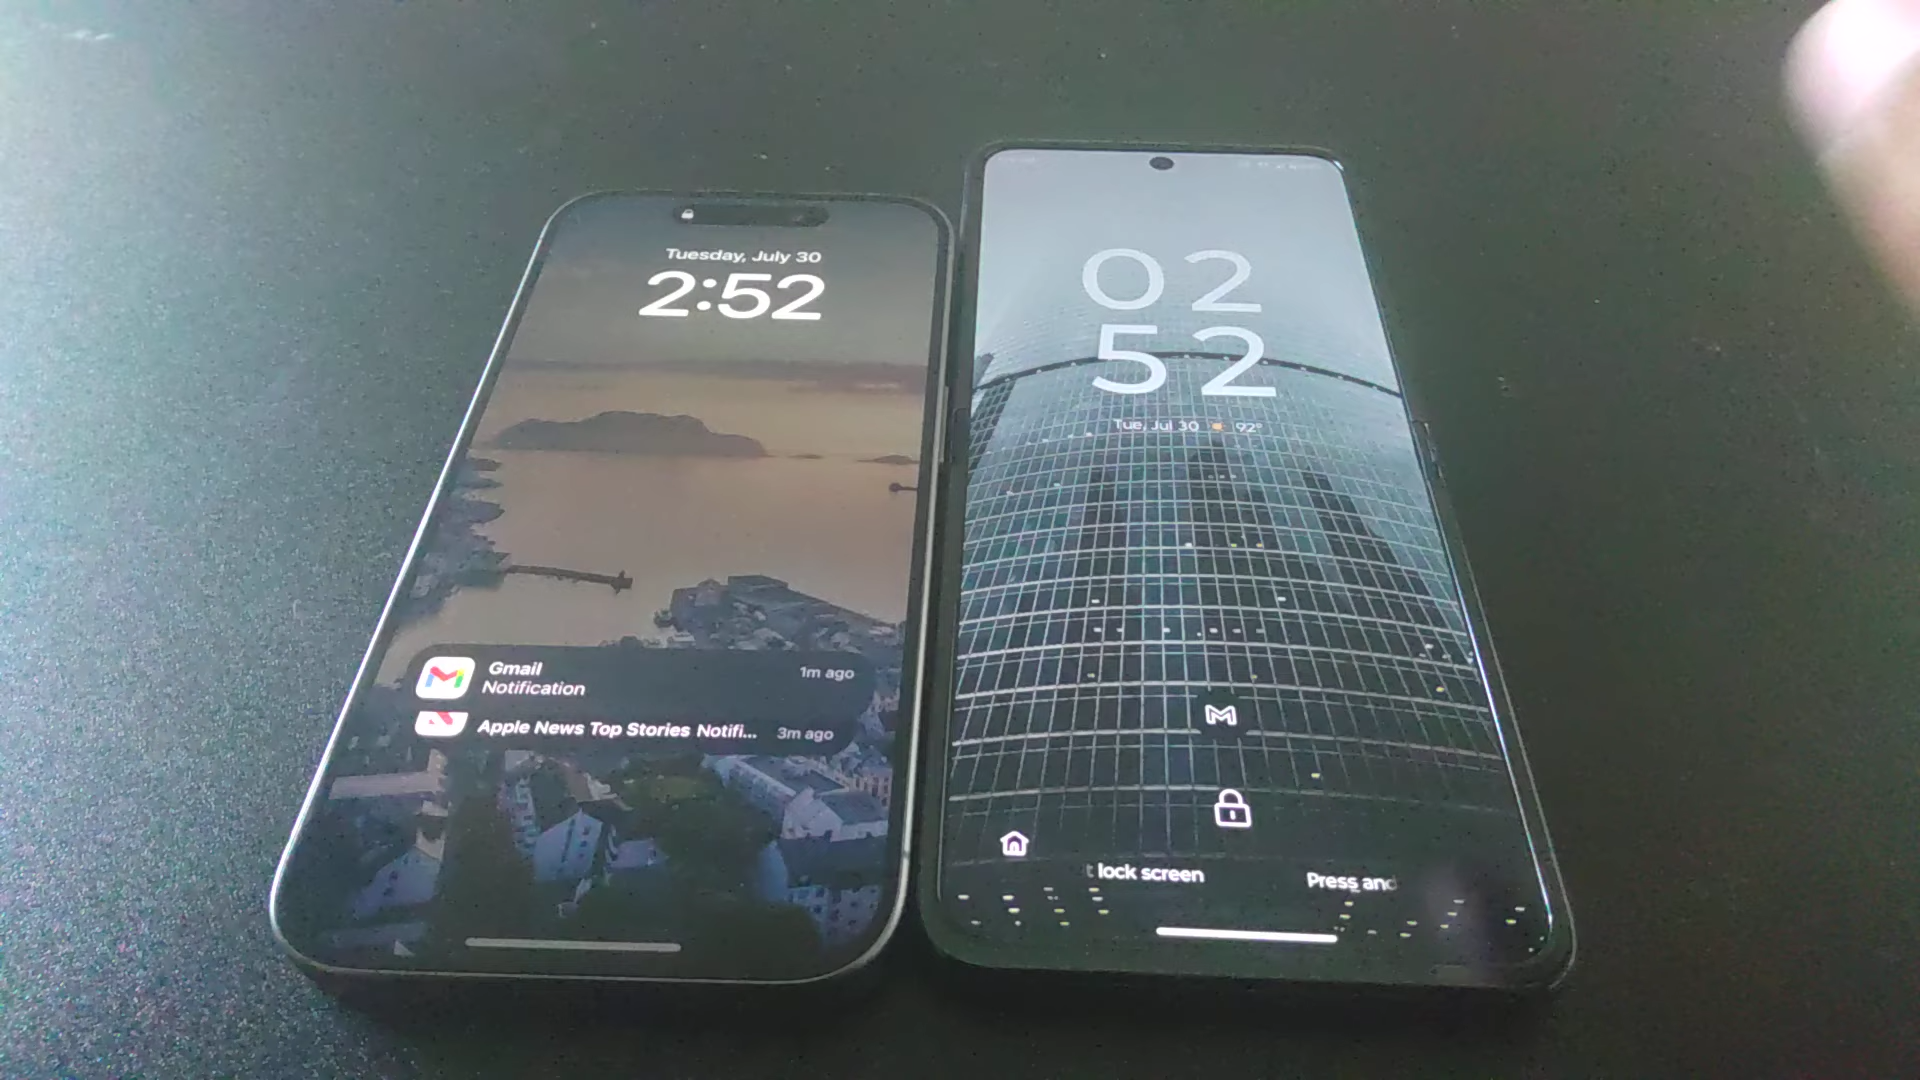 Tuesday, July 30
2:52
Gmail
1m ago
Notification
Apple News Top Stories Notifi...
3m ago
02
52
Tue, Jul 30
92°
t lock screen
Press and